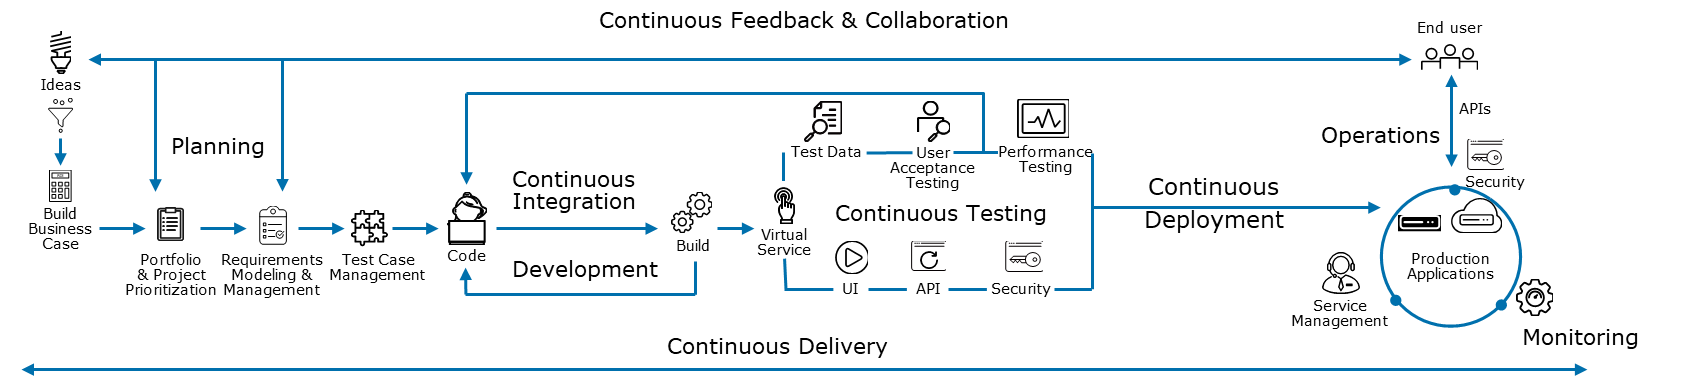 Continuous Feedback & Collaboration
End user
Ideas
APIs
Planning
Operations
Test Data
User
Acceptance
Testing
Performance
Testing
Continuous
Integration
Security
Build
Business
Case
Continuous
Deployment
Continuous Testing
Virtual
Service
Build
Code
Portfolio
& Project
Prioritization
Requirements
Modeling &
Management
Test Case
Management
Development
UI
API
Security
Production
Applications
Service
Management
Monitoring
Continuous Delivery